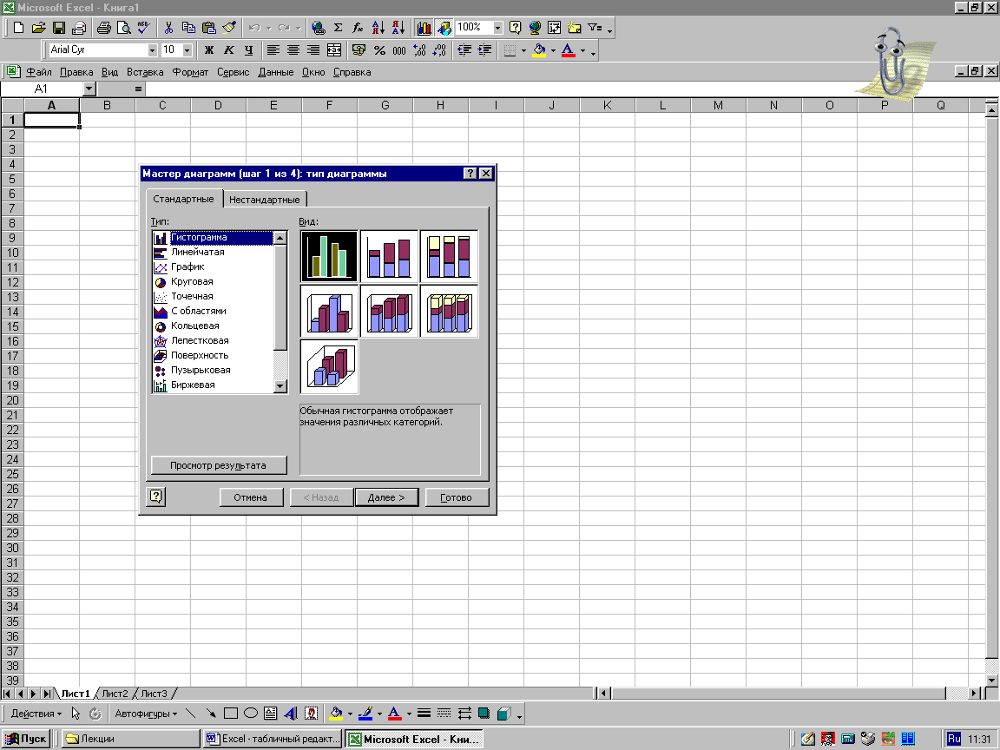 Microsoft Excel - Книга1
100%
Arial Cyr 10 Ж К Ч % 000
Файл Правка Вид Вставка Формат Сервис Данные Окно Справка
A1 =
A B C D E F G H I J K L M N O P Q
1
2
3
4
5
6
7
8
9
10
11
12
13
14
15
16
17
18
19
20
21
22
23
24
25
26
27
28
29
30
31
32
33
34
35
36
37
38
39
Мастер диаграмм (шаг 1 из 4): тип диаграммы
Стандартные Нестандартные
Тип: Вид:
Гистограмма
Линейчатая
График
Круговая
Точечная
С областями
Кольцевая
Лепестковая
Поверхность
Пузырьковая
Биржевая
Обычная гистограмма отображает
значения различных категорий.
Просмотр результата
Отмена < Назад Далее > Готово
Лист1 Лист2 Лист3
Действия Автофигуры
Пуск Лекции Excel - табличный редакт... Microsoft Excel - Кни... Ru 11:31